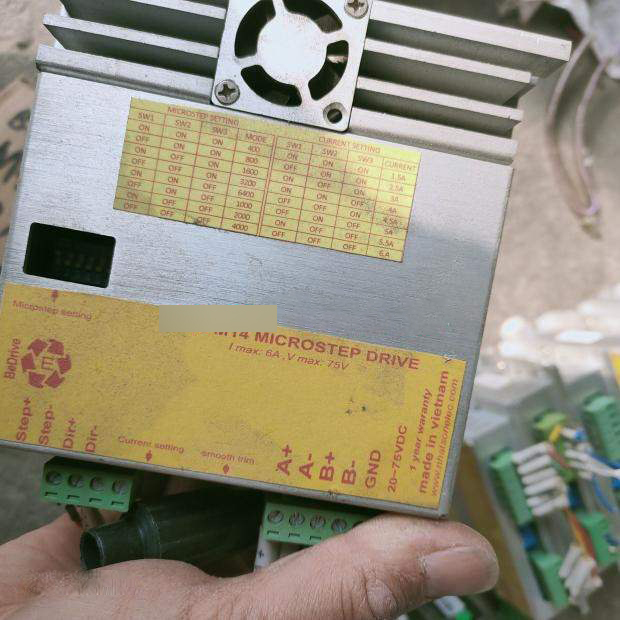 MICROSTEP SETTING CURRENT SETTING
SW1 SW2 SW3 MODE SW1 SW2 SW3 CURRENT
ON ON ON 400 ON ON ON 1.5A
OFF ON ON 800 OFF ON ON 2.5A
ON OFF ON 1600 ON OFF ON 3A
OFF OFF ON 3200 OFF OFF ON 4A
ON ON OFF 6400 ON ON OFF 4.5A
OFF ON OFF 1000 OFF ON OFF 5A
ON OFF OFF 2000 ON OFF OFF 5.5A
OFF OFF OFF 4000 OFF OFF OFF 6.A
Microstep setting
M14 MICROSTEP DRIVE
I max: 6A ,V max. 75V
BeDrive
E
Step+
Step-
Dir+
Dir-
Current setting
smooth trim
A+
A-
B+
B-
GND
20~75VDC
1 year waranty
made in vietnam
www.nhatsonelec.com